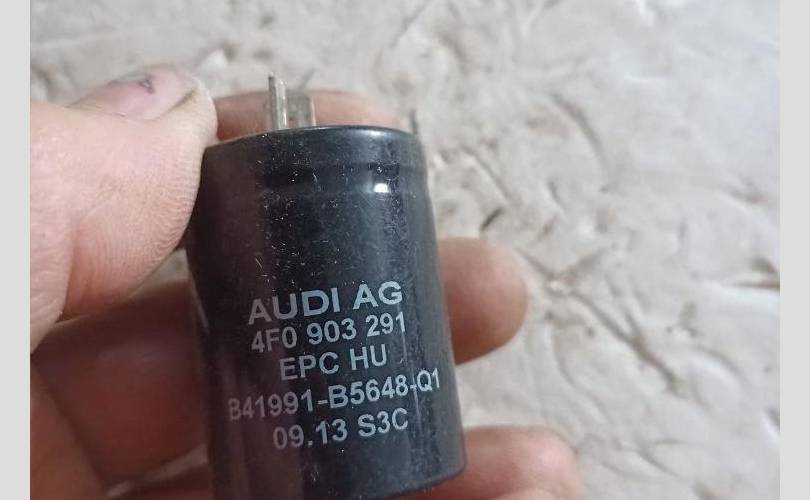 AUDI AG
4F0 903 291
EPC HU
B41991-B5648-Q1
09.13 S3C